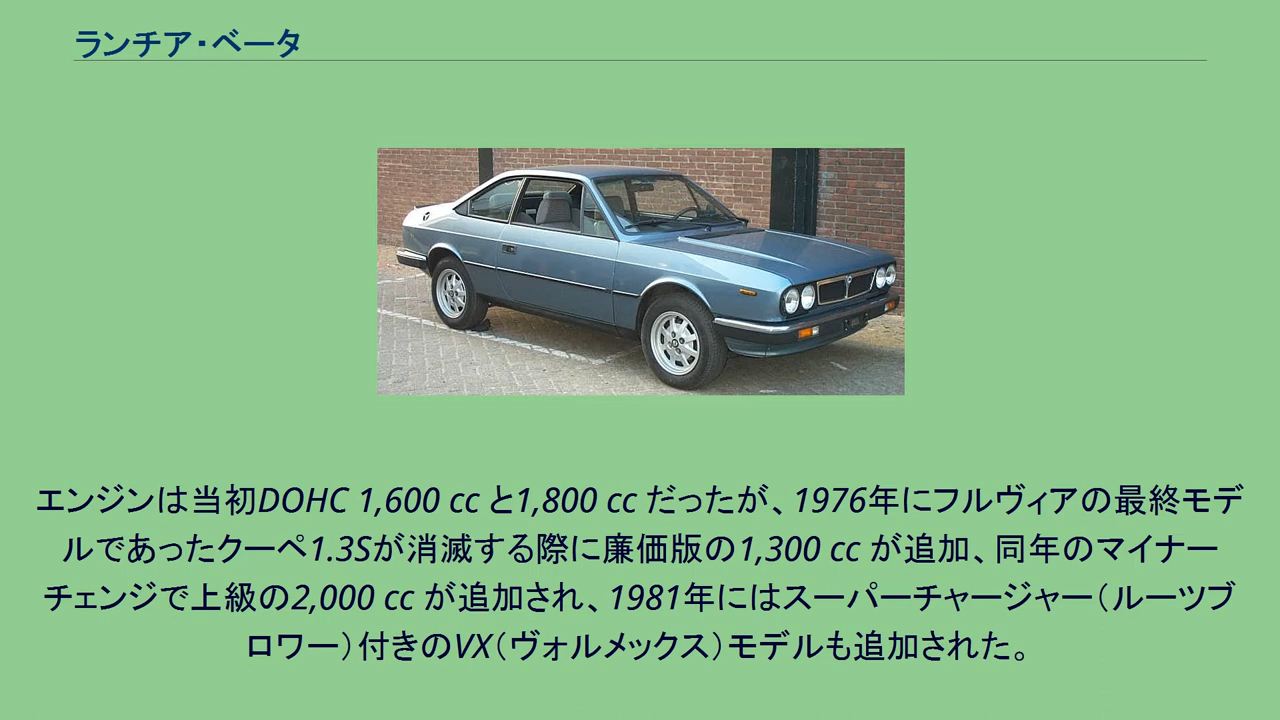 ランチア・ベータ
エンジンは当初DOHC 1,600 cc と1,800 cc だったが、1976年にフルヴィアの最終モデ
ルであったクーペ1.3Sが消滅する際に廉価版の1,300 cc が追加、同年のマイナー
チェンジで上級の2,000 cc が追加され、1981年にはスーパーチャージャー（ルーツブ
ロワー）付きのVX（ヴォルメックス）モデルも追加された。